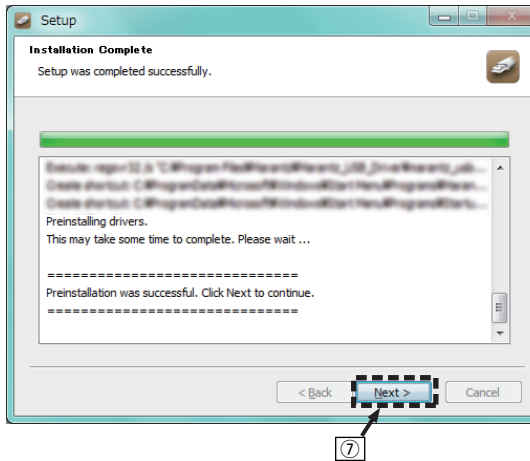 Setup
Installation Complete
Setup was completed successfully.
Preinstalling drivers.
This may take some time to complete. Please wait ...
==============================
Preinstallation was successful. Click Next to continue.
==============================
< Back
Next >
Cancel
⑦